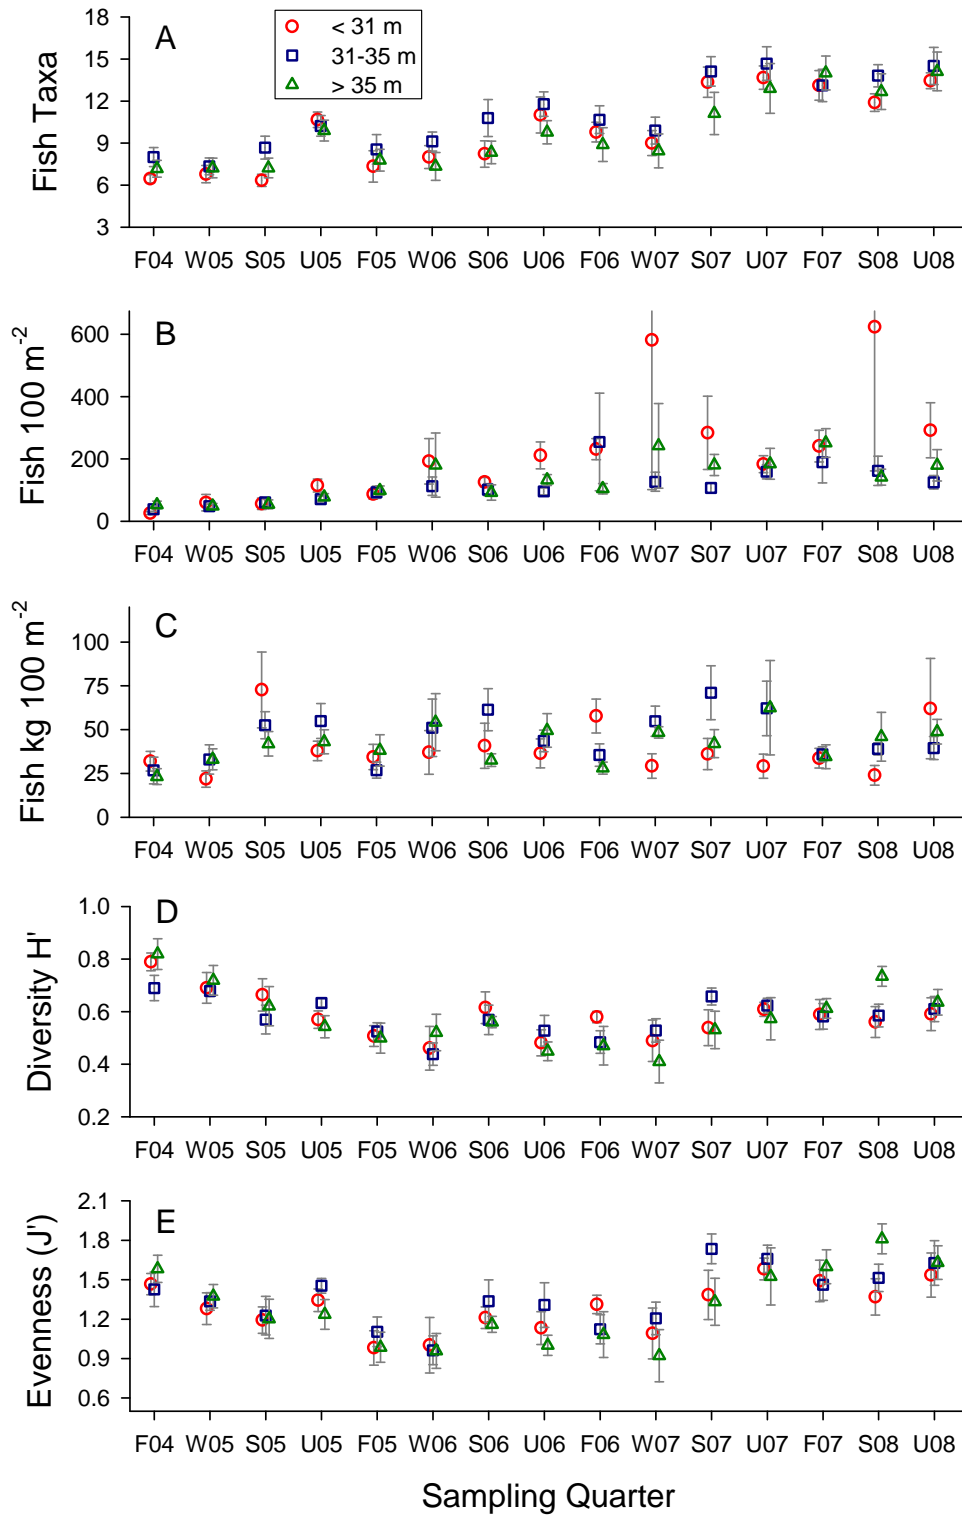 A
< 31 m
31-35 m
> 35 m
Fish Taxa
18
15
12
9
6
3
F04 W05 S05 U05 F05 W06 S06 U06 F06 W07 S07 U07 F07 S08 U08
B
Fish 100 m⁻²
600
400
200
0
F04 W05 S05 U05 F05 W06 S06 U06 F06 W07 S07 U07 F07 S08 U08
C
Fish kg 100 m⁻²
100
75
50
25
0
F04 W05 S05 U05 F05 W06 S06 U06 F06 W07 S07 U07 F07 S08 U08
D
Diversity H'
1.0
0.8
0.6
0.4
0.2
F04 W05 S05 U05 F05 W06 S06 U06 F06 W07 S07 U07 F07 S08 U08
E
Evenness (J')
2.1
1.8
1.5
1.2
0.9
0.6
F04 W05 S05 U05 F05 W06 S06 U06 F06 W07 S07 U07 F07 S08 U08
Sampling Quarter